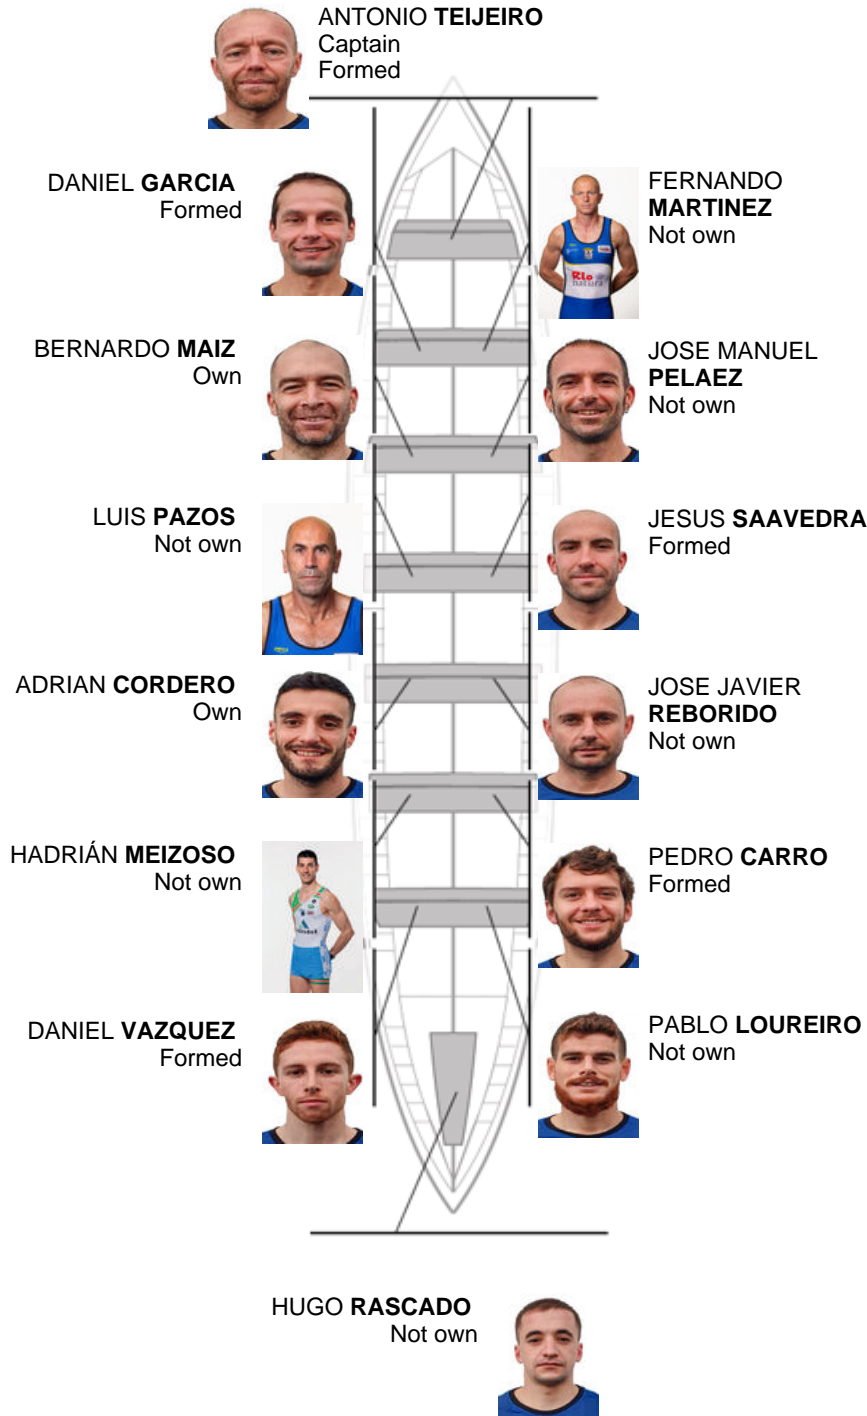 ANTONIO TEIJEIRO
Captain
Formed
DANIEL GARCIA
Formed
FERNANDO
MARTINEZ
Not own
BERNARDO MAIZ
Own
JOSE MANUEL
PELAEZ
Not own
LUIS PAZOS
Not own
JESUS SAAVEDRA
Formed
ADRIAN CORDERO
Own
JOSE JAVIER
REBORIDO
Not own
HADRIÁN MEIZOSO
Not own
PEDRO CARRO
Formed
DANIEL VAZQUEZ
Formed
PABLO LOUREIRO
Not own
HUGO RASCADO
Not own